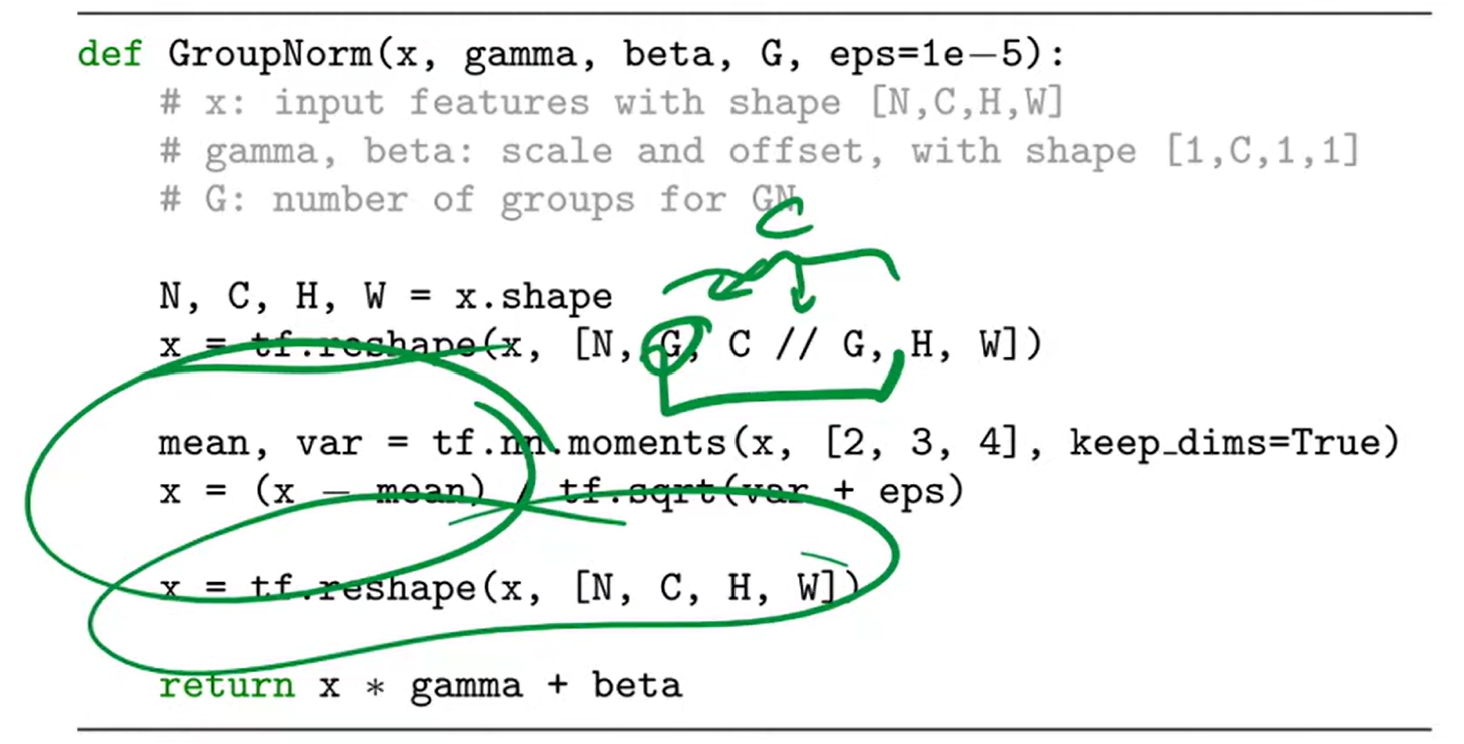 def GroupNorm(x, gamma, beta, G, eps=1e−5):
# x: input features with shape [N,C,H,W]
# gamma, beta: scale and offset, with shape [1,C,1,1]
# G: number of groups for GN
C
N, C, H, W = x.shape
x = tf.reshape(x, [N, G, C // G, H, W])
mean, var = tf.nn.moments(x, [2, 3, 4], keep_dims=True)
x = (x − mean) / tf.sqrt(var + eps)
x = tf.reshape(x, [N, C, H, W])
return x * gamma + beta